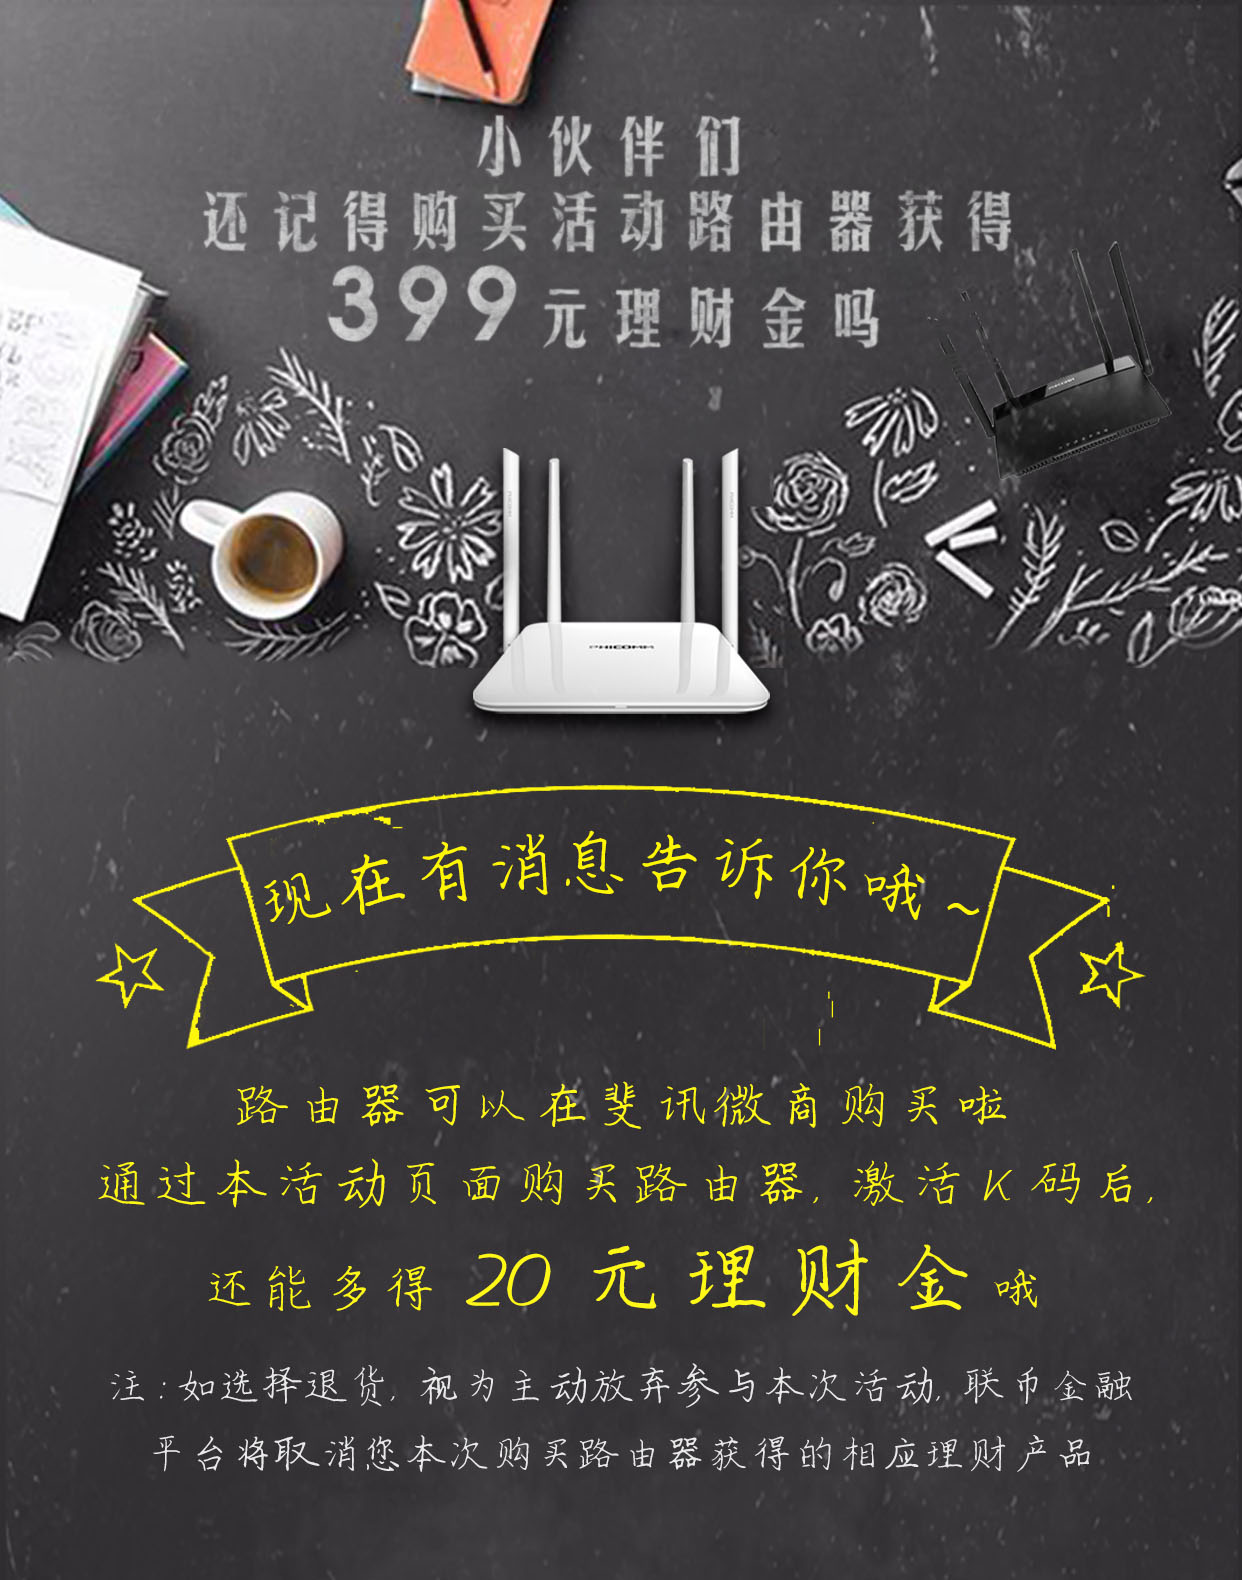 小伙伴们
还记得购买活动路由器获得
399元理财金吗
PHICOMM
现在有消息告诉你哦~
路由器可以在斐讯微商购买啦
通过本活动页面购买路由器，激活K码后，
还能多得 20元理财金 哦
注：如选择退货，视为主动放弃参与本次活动，联币金融
平台将取消您本次购买路由器获得的相应理财产品